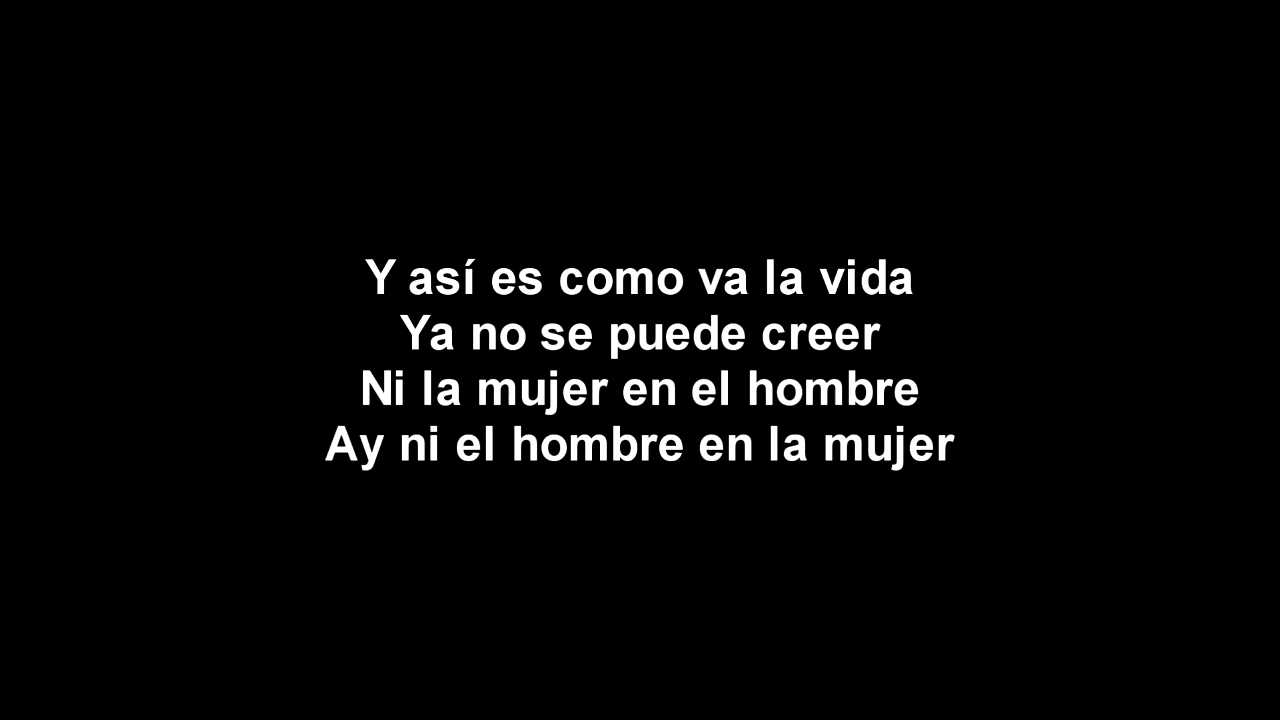 Y así es como va la vida
Ya no se puede creer
Ni la mujer en el hombre
Ay ni el hombre en la mujer